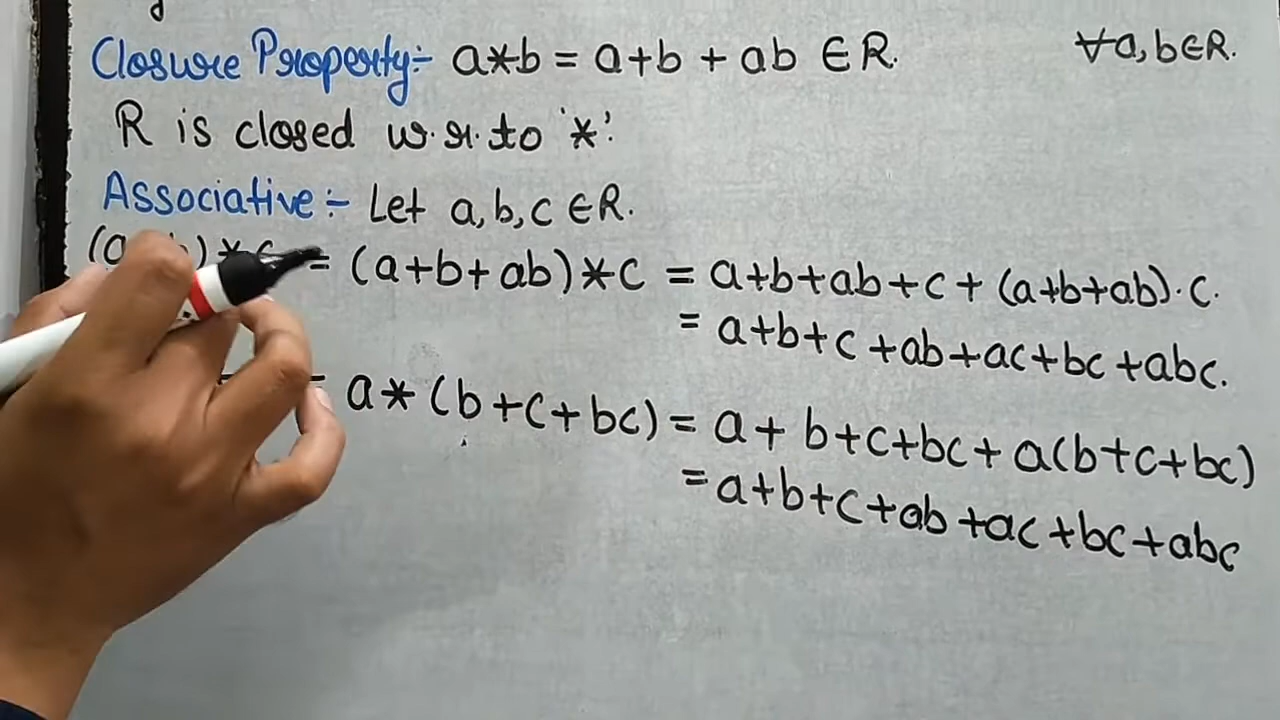 Closure Property:- a*b = a+b + ab ∈ R. ∀a,b∈R.
R is closed w.r.to '*'.
Associative:- Let a,b,c ∈R.
= (a+b+ab)*c = a+b+ab+c+(a+b+ab)·c.
= a+b+c+ab+ac+bc+abc.
= a*(b+c+bc) = a+b+c+bc+a(b+c+bc)
= a+b+c+ab+ac+bc+abc